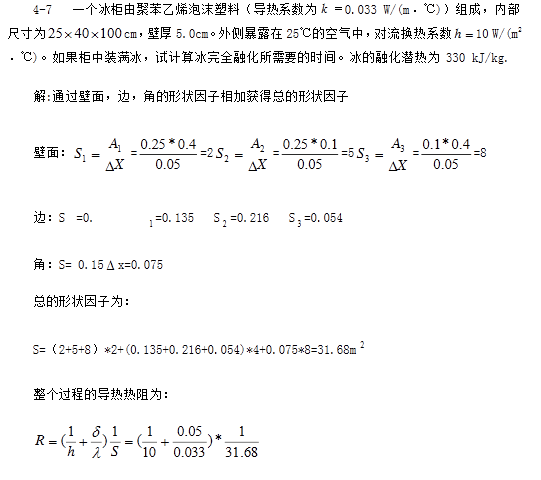 4-7 一个冰柜由聚苯乙烯泡沫塑料（导热系数为 k =0.033 W/(m·℃)）组成，内部
尺寸为 25×40×100cm，壁厚 5.0cm。外侧暴露在 25℃的空气中，对流换热系数 h=10W/(m²
·℃)。如果柜中装满冰，试计算冰完全融化所需要的时间。冰的融化潜热为 330 kJ/kg.
解:通过壁面，边，角的形状因子相加获得总的形状因子
壁面: S₁ = A₁/ΔX = 0.25*0.4/0.05 =2 S₂ = A₂/ΔX = 0.25*0.1/0.05 =5 S₃ = A₃/ΔX = 0.1*0.4/0.05 =8
边: S =0. ₁=0.135 S₂=0.216 S₃=0.054
角: S= 0.15Δx=0.075
总的形状因子为:
S=（2+5+8）*2+(0.135+0.216+0.054)*4+0.075*8=31.68m²
整个过程的导热热阻为:
R = (1/h + δ/λ) 1/S = (1/10 + 0.05/0.033) * 1/31.68